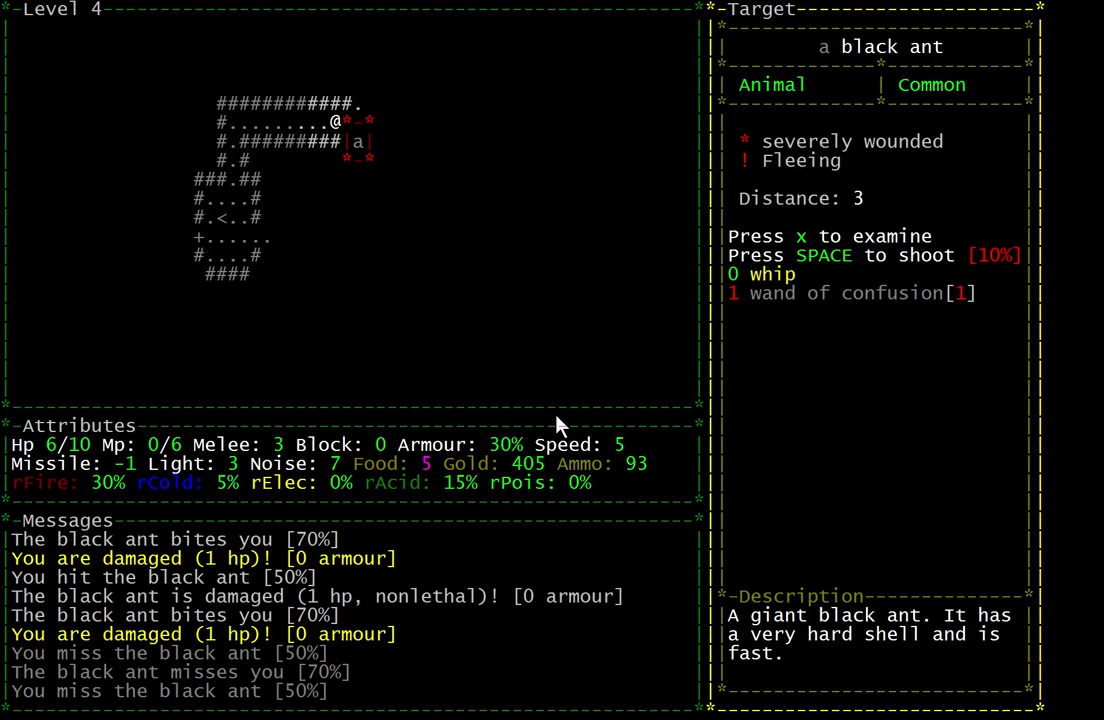 Level 4
Target
a black ant
Animal | Common
############.
#.........@*-*
#.#########|a|
#.# *-*
###.##
#....#
#.<..#
+......
#....#
####
* severely wounded
! Fleeing
Distance: 3
Press x to examine
Press SPACE to shoot [10%]
0 whip
1 wand of confusion[1]
Description
A giant black ant. It has
a very hard shell and is
fast.
Attributes
Hp 6/10 Mp: 0/6 Melee: 3 Block: 0 Armour: 30% Speed: 5
Missile: -1 Light: 3 Noise: 7 Food: 5 Gold: 405 Ammo: 93
rFire: 30% rCold: 5% rElec: 0% rAcid: 15% rPois: 0%
Messages
The black ant bites you [70%]
You are damaged (1 hp)! [0 armour]
You hit the black ant [50%]
The black ant is damaged (1 hp, nonlethal)! [0 armour]
The black ant bites you [70%]
You are damaged (1 hp)! [0 armour]
You miss the black ant [50%]
The black ant misses you [70%]
You miss the black ant [50%]